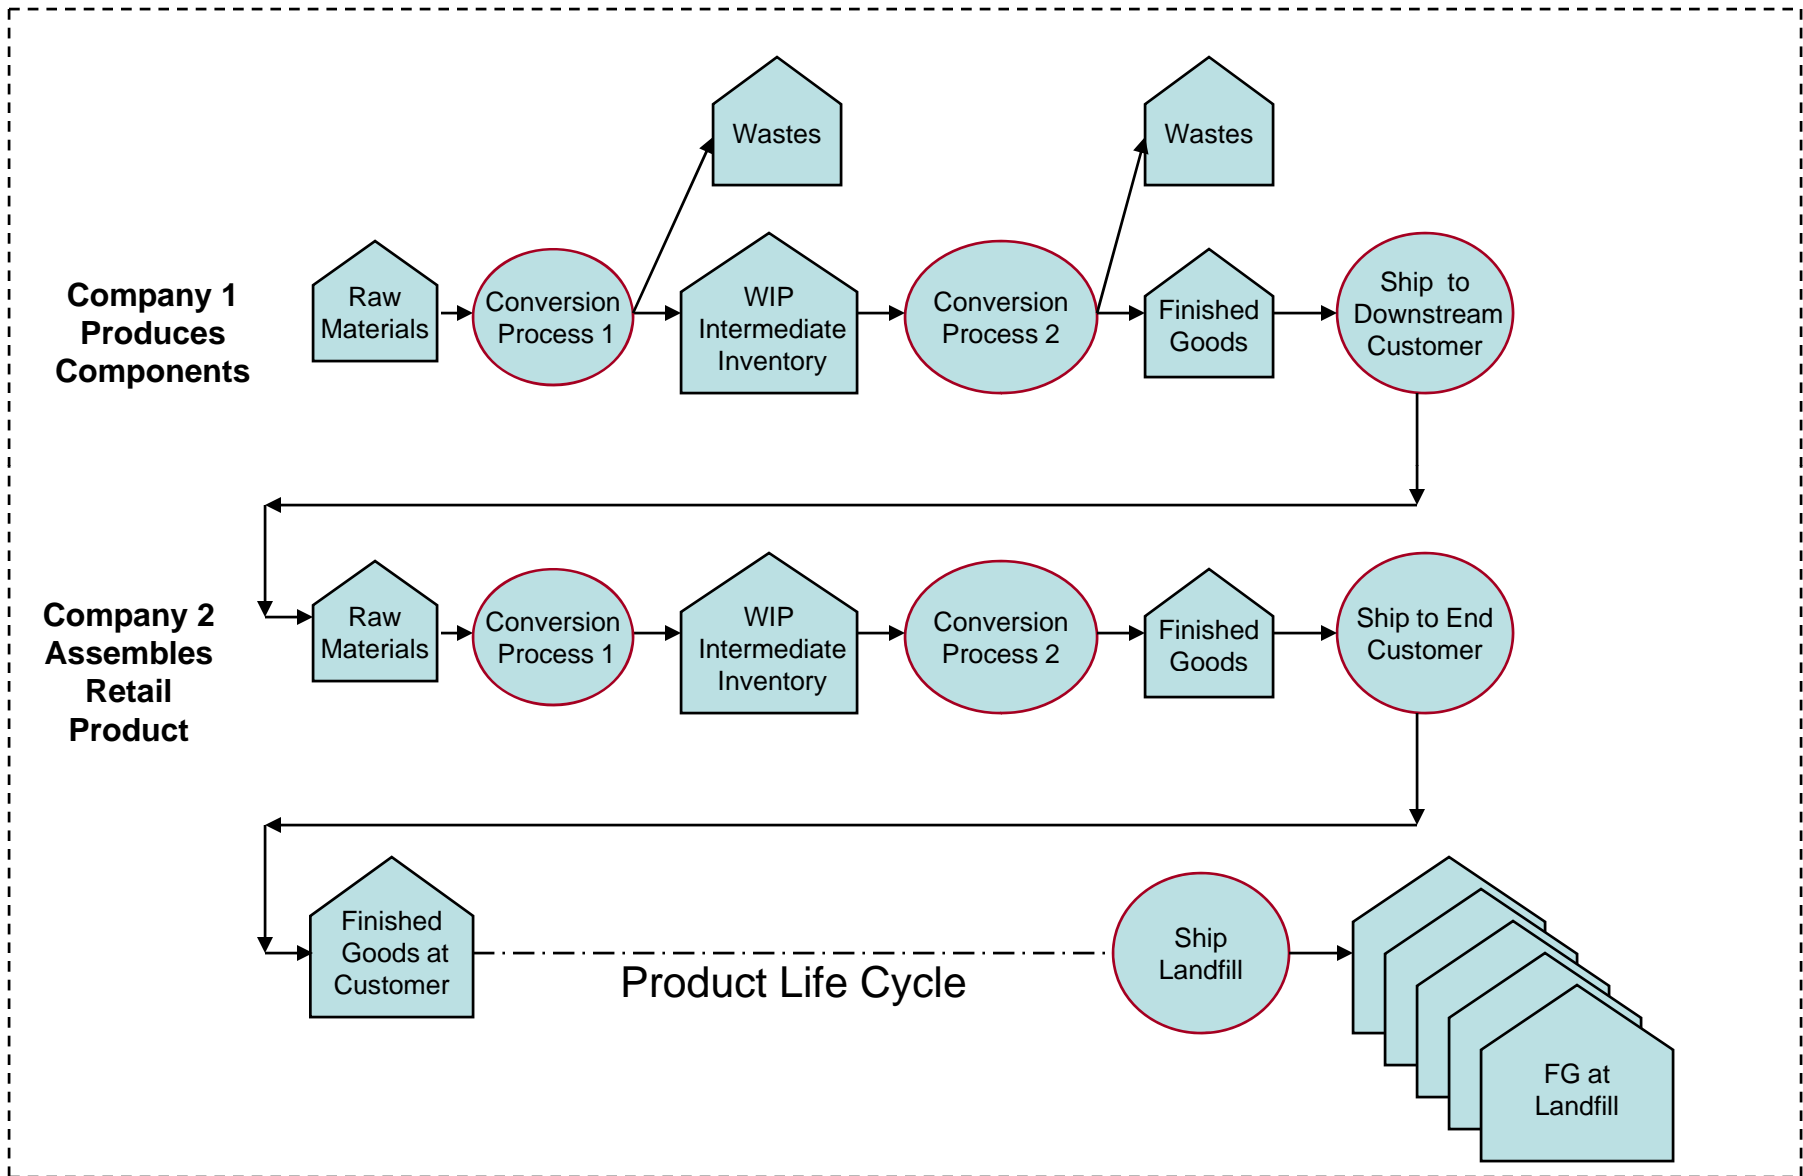 Wastes
Wastes
Company 1
Produces
Components
Raw
Materials
Conversion
Process 1
WIP
Intermediate
Inventory
Conversion
Process 2
Finished
Goods
Ship to
Downstream
Customer
Company 2
Assembles
Retail
Product
Raw
Materials
Conversion
Process 1
WIP
Intermediate
Inventory
Conversion
Process 2
Finished
Goods
Ship to End
Customer
Finished
Goods at
Customer
Product Life Cycle
Ship
Landfill
FG at
Landfill